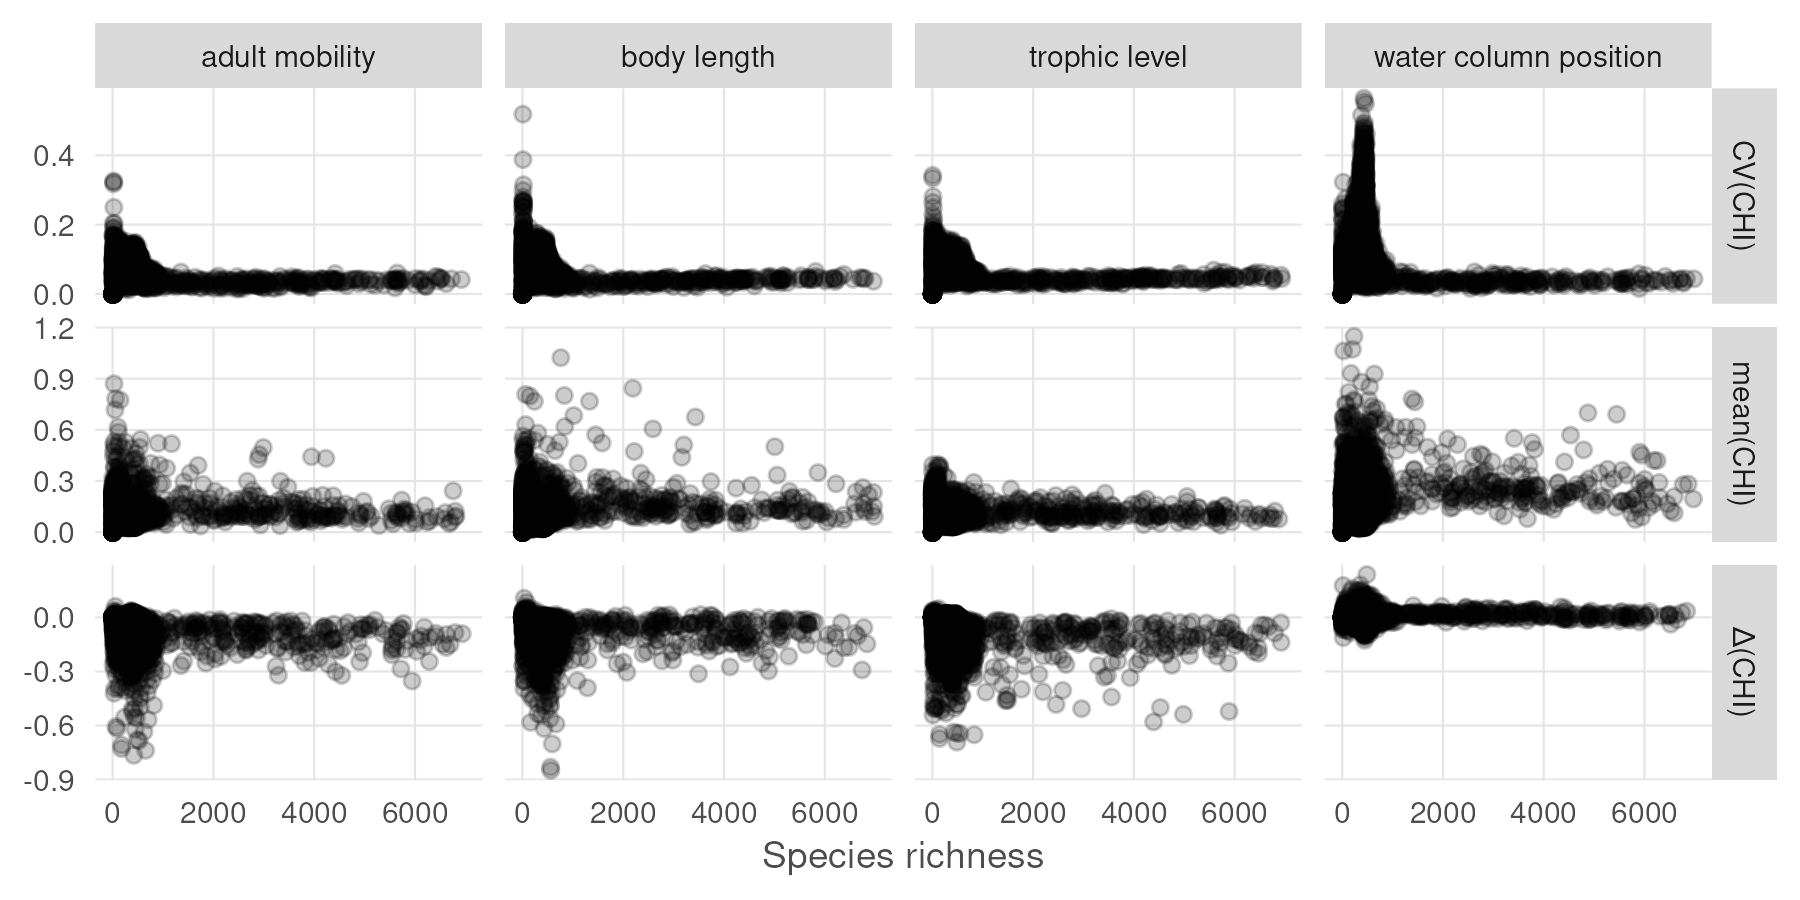 adult mobility body length trophic level water column position
0.4
0.2
0.0
CV(CHI)
1.2
0.9
0.6
0.3
0.0
mean(CHI)
0.0
-0.3
-0.6
-0.9
Δ(CHI)
0 2000 4000 6000 0 2000 4000 6000 0 2000 4000 6000 0 2000 4000 6000
Species richness